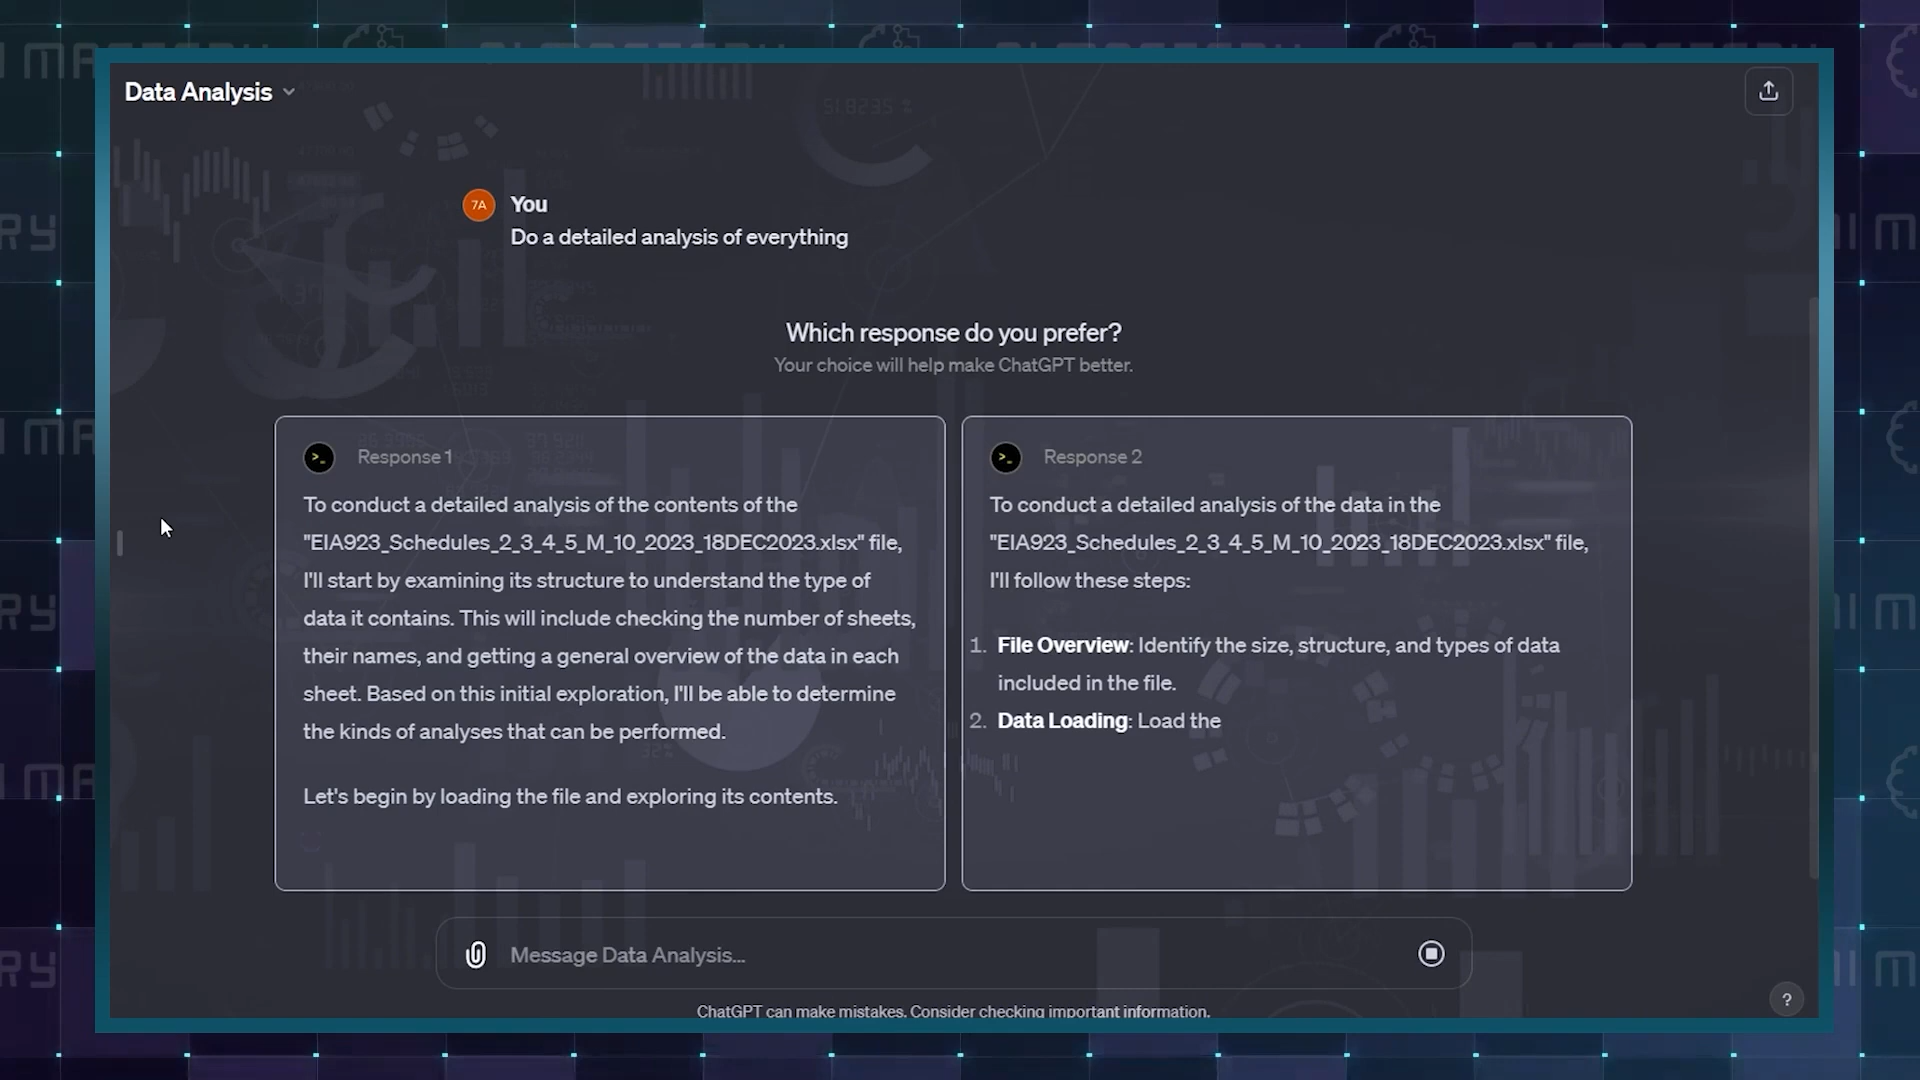 Data Analysis
7A
You
Do a detailed analysis of everything
Which response do you prefer?
Your choice will help make ChatGPT better.
>_ Response 1
To conduct a detailed analysis of the contents of the
"EIA923_Schedules_2_3_4_5_M_10_2023_18DEC2023.xlsx" file,
I'll start by examining its structure to understand the type of
data it contains. This will include checking the number of sheets,
their names, and getting a general overview of the data in each
sheet. Based on this initial exploration, I'll be able to determine
the kinds of analyses that can be performed.
Let's begin by loading the file and exploring its contents.
>_ Response 2
To conduct a detailed analysis of the data in the
"EIA923_Schedules_2_3_4_5_M_10_2023_18DEC2023.xlsx" file,
I'll follow these steps:
1. File Overview: Identify the size, structure, and types of data
included in the file.
2. Data Loading: Load the
Message Data Analysis...
ChatGPT can make mistakes. Consider checking important information.
?